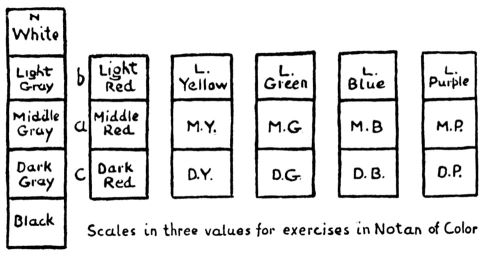 N
White
Light
Gray
b
Light
Red
L.
Yellow
L.
Green
L.
Blue
L.
Purple
Middle
Gray
a
Middle
Red
M.Y.
M.G
M.B
M.P.
Dark
Gray
c
Dark
Red
D.Y.
D.G.
D.B.
D.P.
Black
Scales in three values for exercises in Notan of Color